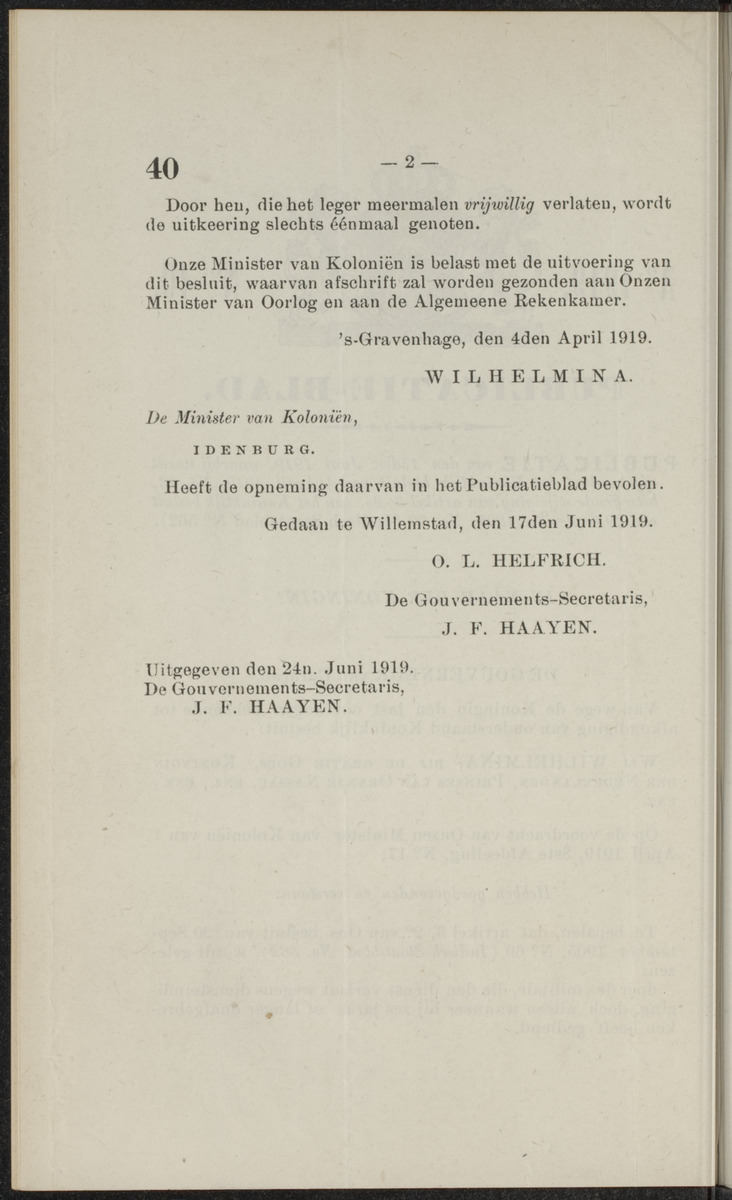 40
— 2 —
Door hen, die het leger meermalen vrijwillig verlaten, wordt
de uitkeering slechts éénmaal genoten.
Onze Minister van Koloniën is belast met de uitvoering van
dit besluit, waarvan afschrift zal worden gezonden aan Onzen
Minister van Oorlog en aan de Algemeene Rekenkamer.
's-Gravenhage, den 4den April 1919.
WILHELMINA.
De Minister van Koloniën,
IDENBURG.
Heeft de opneming daarvan in het Publicatieblad bevolen.
Gedaan te Willemstad, den 17den Juni 1919.
O. L. HELFRICH.
De Gouvernements-Secretaris,
J. F. HAAYEN.
Uitgegeven den 24n. Juni 1919.
De Gouvernements-Secretaris,
J. F. HAAYEN.